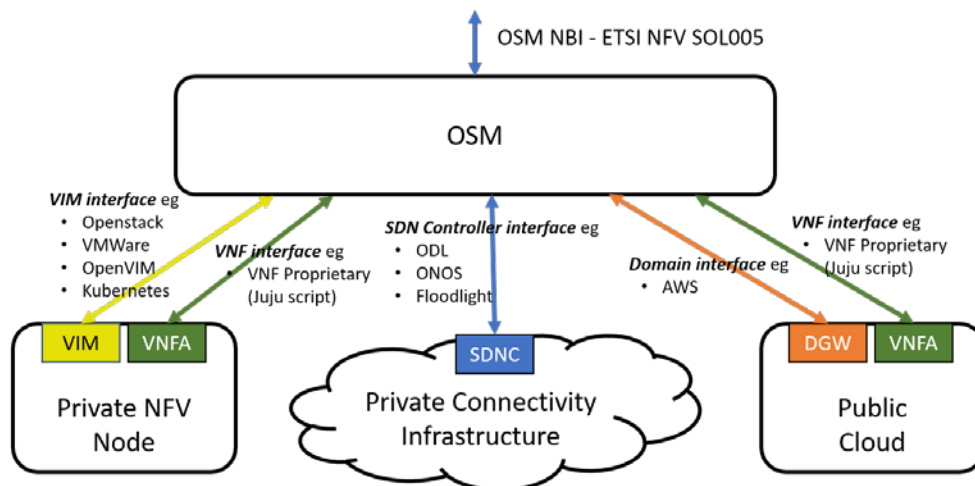 OSM NBI - ETSI NFV SOL005
OSM
VIM interface eg
• Openstack
• VMWare
• OpenVIM
• Kubernetes
VNF interface eg
• VNF Proprietary
(Juju script)
SDN Controller interface eg
• ODL
• ONOS
• Floodlight
Domain interface eg
• AWS
VNF interface eg
• VNF Proprietary
(Juju script)
VIM
VNFA
Private NFV
Node
SDNC
Private Connectivity
Infrastructure
DGW
VNFA
Public
Cloud